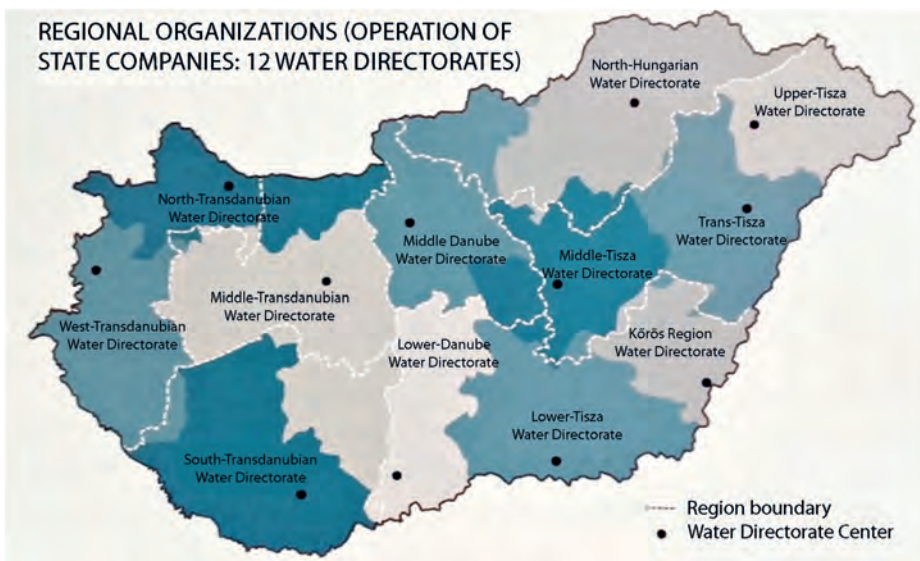 REGIONAL ORGANIZATIONS (OPERATION OF
STATE COMPANIES: 12 WATER DIRECTORATES)
North-Hungarian
Water Directorate
Upper-Tisza
Water Directorate
North-Transdanubian
Water Directorate
Middle Danube
Water Directorate
Middle-Tisza
Water Directorate
Trans-Tisza
Water Directorate
West-Transdanubian
Water Directorate
Middle-Transdanubian
Water Directorate
Lower-Danube
Water Directorate
Kőrös Region
Water Directorate
Lower-Tisza
Water Directorate
South-Transdanubian
Water Directorate
Region boundary
Water Directorate Center